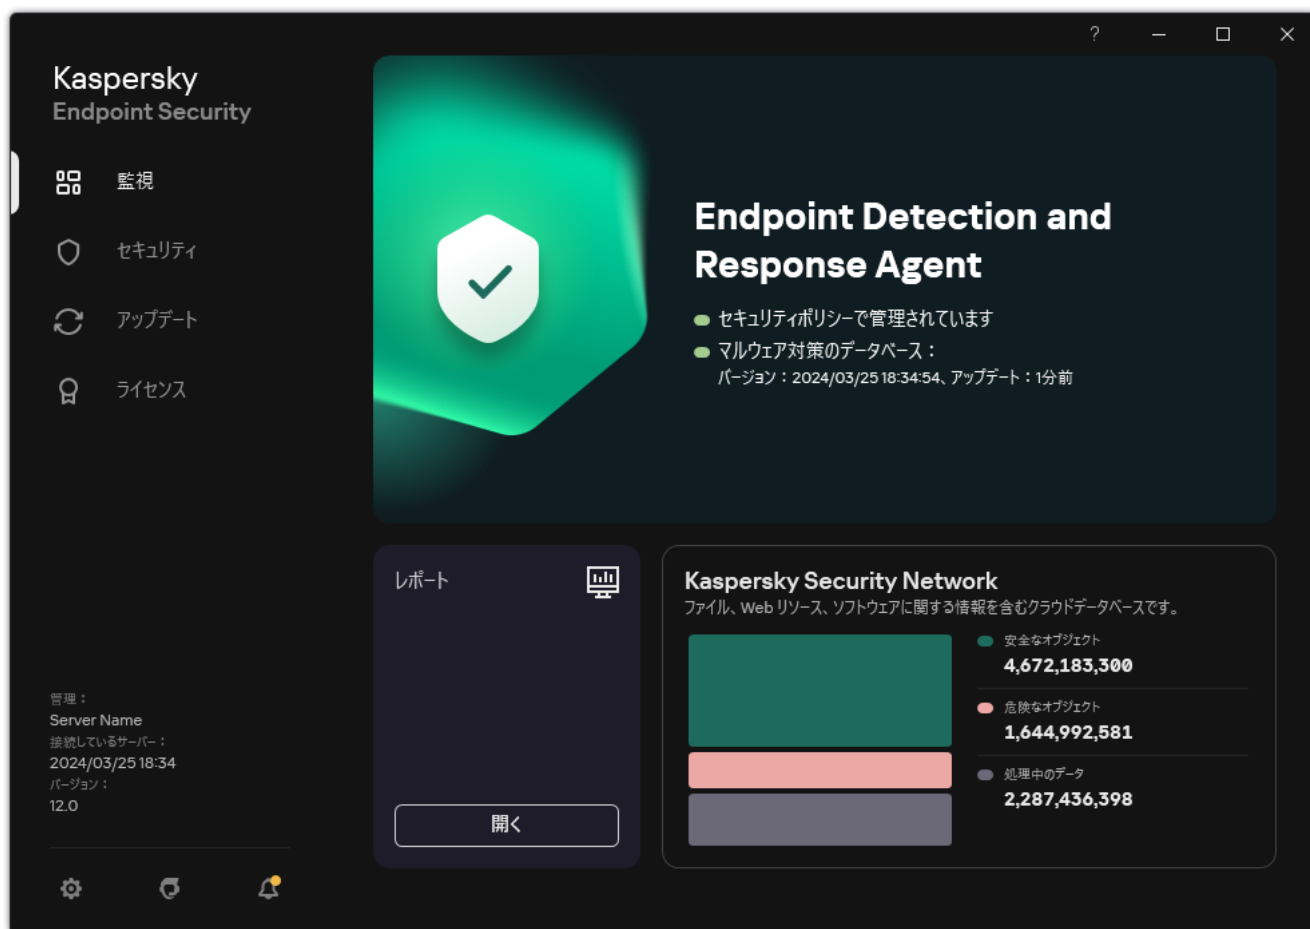 ?
Kaspersky
Endpoint Security
監視
セキュリティ
アップデート
ライセンス
Endpoint Detection and
Response Agent
セキュリティポリシーで管理されています
マルウェア対策のデータベース：
バージョン：2024/03/25 18:34:54、アップデート：1分前
レポート
開く
Kaspersky Security Network
ファイル、Web リソース、ソフトウェアに関する情報を含むクラウドデータベースです。
安全なオブジェクト
4,672,183,300
危険なオブジェクト
1,644,992,581
処理中のデータ
2,287,436,398
管理：
Server Name
接続しているサーバー：
2024/03/25 18:34
バージョン：
12.0